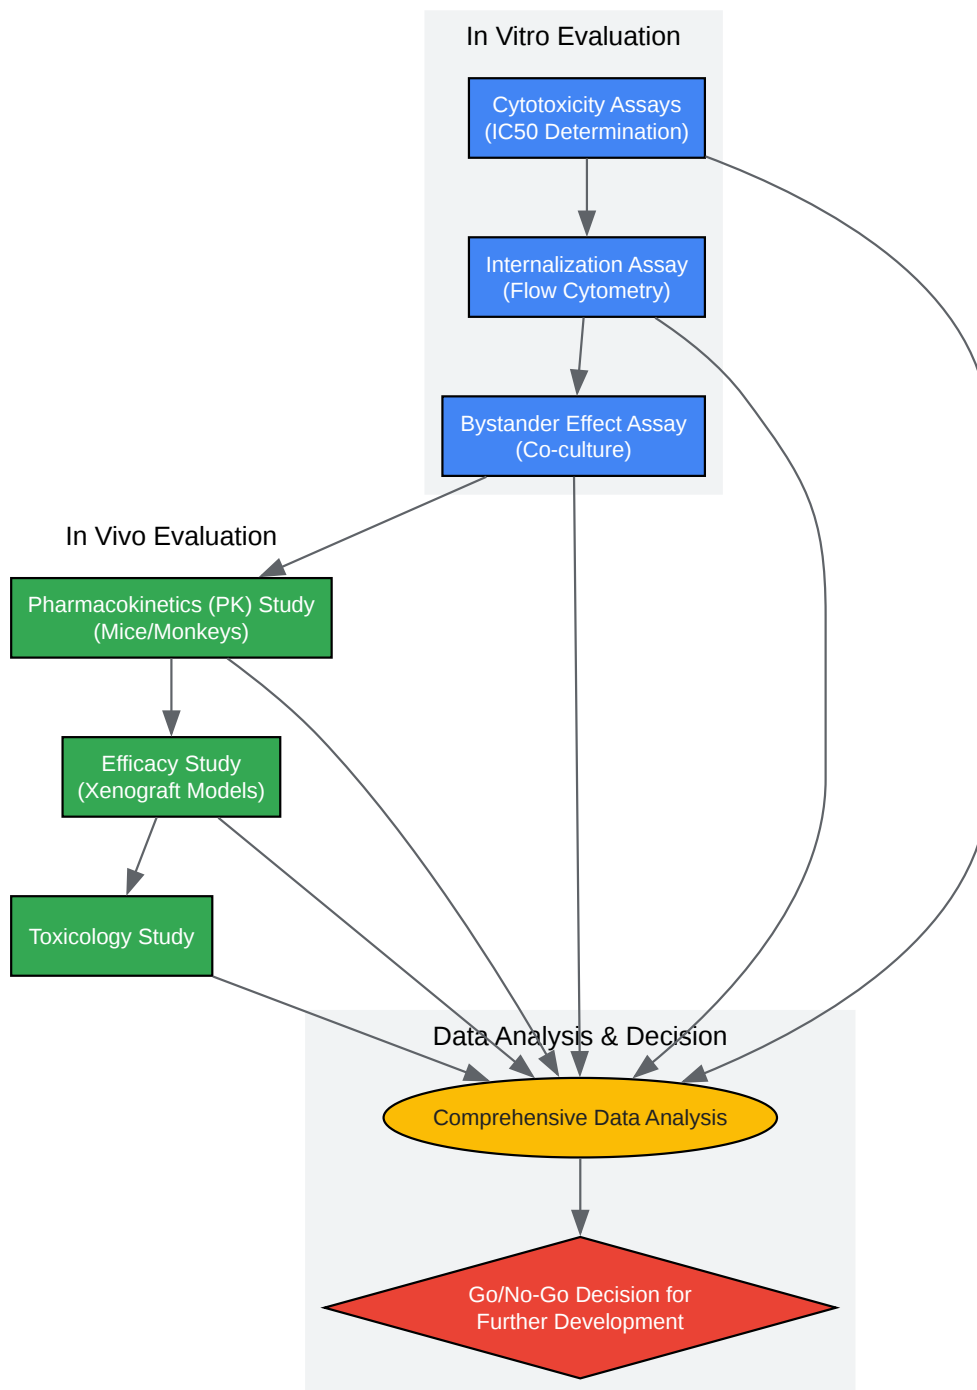 In Vitro Evaluation
Cytotoxicity Assays
(IC50 Determination)
Internalization Assay
(Flow Cytometry)
Bystander Effect Assay
(Co-culture)
In Vivo Evaluation
Pharmacokinetics (PK) Study
(Mice/Monkeys)
Efficacy Study
(Xenograft Models)
Toxicology Study
Data Analysis & Decision
Comprehensive Data Analysis
Go/No-Go Decision for
Further Development